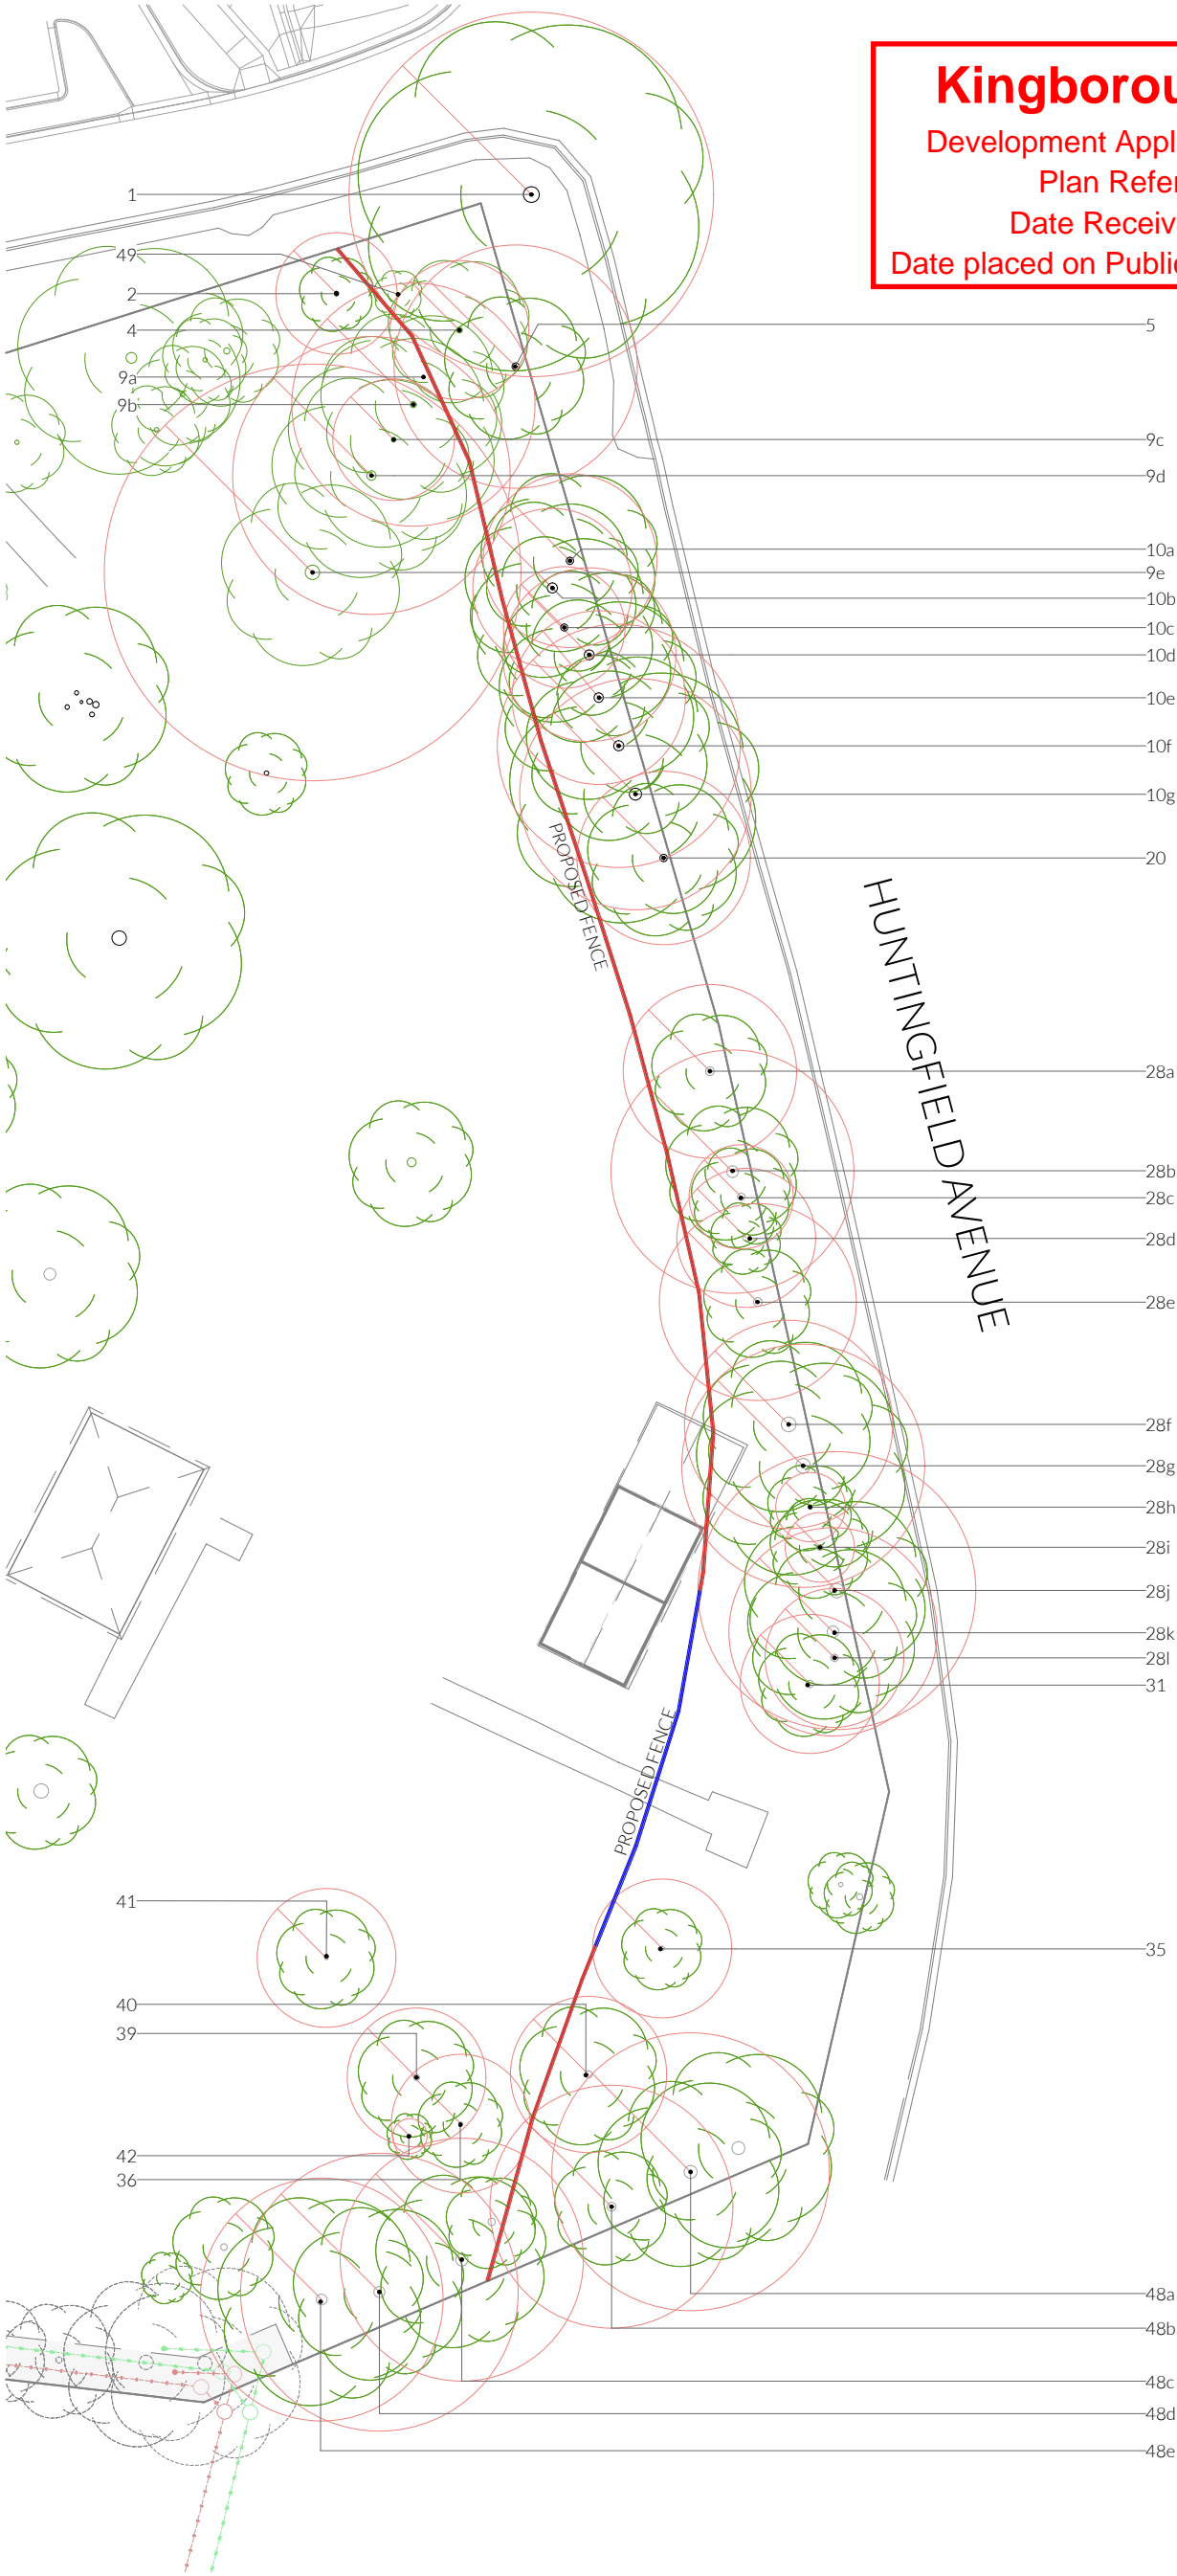 Kingborou
Development Appl
Plan Refer
Date Receiv
Date placed on Public
1
49
2
4
5
9a
9b
9c
9d
10a
9e
10b
10c
10d
10e
10f
10g
20
PROPOSED FENCE
HUNTINGFIELD AVENUE
28a
28b
28c
28d
28e
28f
28g
28h
28i
28j
28k
28l
31
PROPOSED FENCE
41
35
40
39
42
36
48a
48b
48c
48d
48e